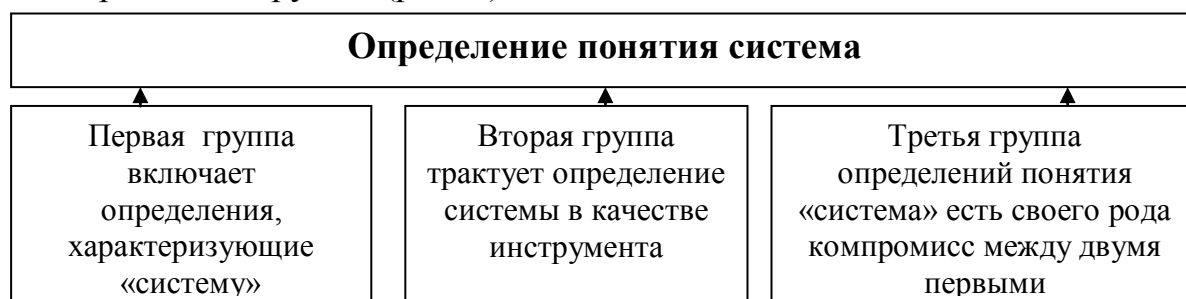 Определение понятия система
Первая группа
включает
определения,
характеризующие
«систему»
Вторая группа
трактует определение
системы в качестве
инструмента
Третья группа
определений понятия
«система» есть своего рода
компромисс между двумя
первыми